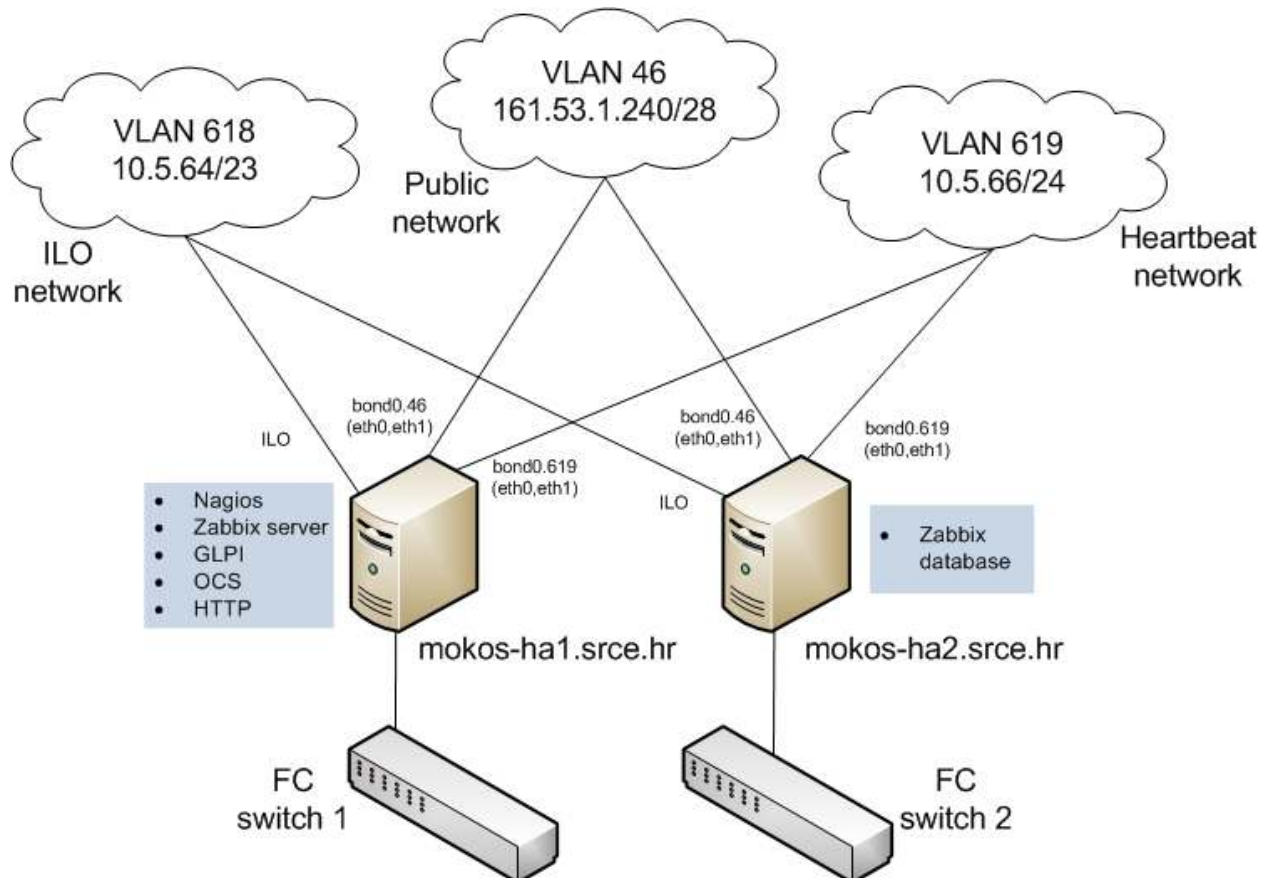 VLAN 46
161.53.1.240/28
VLAN 618
10.5.64/23
VLAN 619
10.5.66/24
Public
network
ILO
network
Heartbeat
network
bond0.46
(eth0,eth1)
ILO
bond0.619
(eth0,eth1)
bond0.46
(eth0,eth1)
bond0.619
(eth0,eth1)
ILO
• Nagios
• Zabbix server
• GLPI
• OCS
• HTTP
• Zabbix
database
mokos-ha1.srce.hr
mokos-ha2.srce.hr
FC
switch 1
FC
switch 2